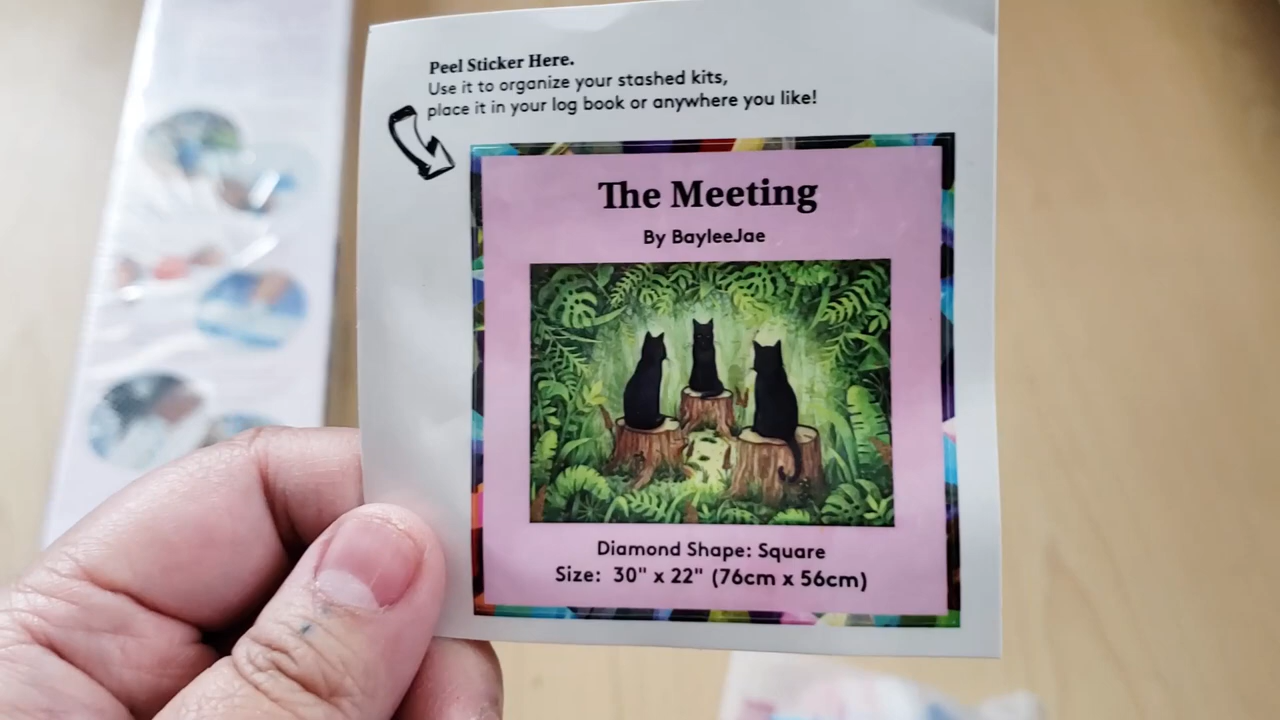 Peel Sticker Here.
Use it to organize your stashed kits,
place it in your log book or anywhere you like!
The Meeting
By BayleeJae
Diamond Shape: Square
Size: 30" x 22" (76cm x 56cm)